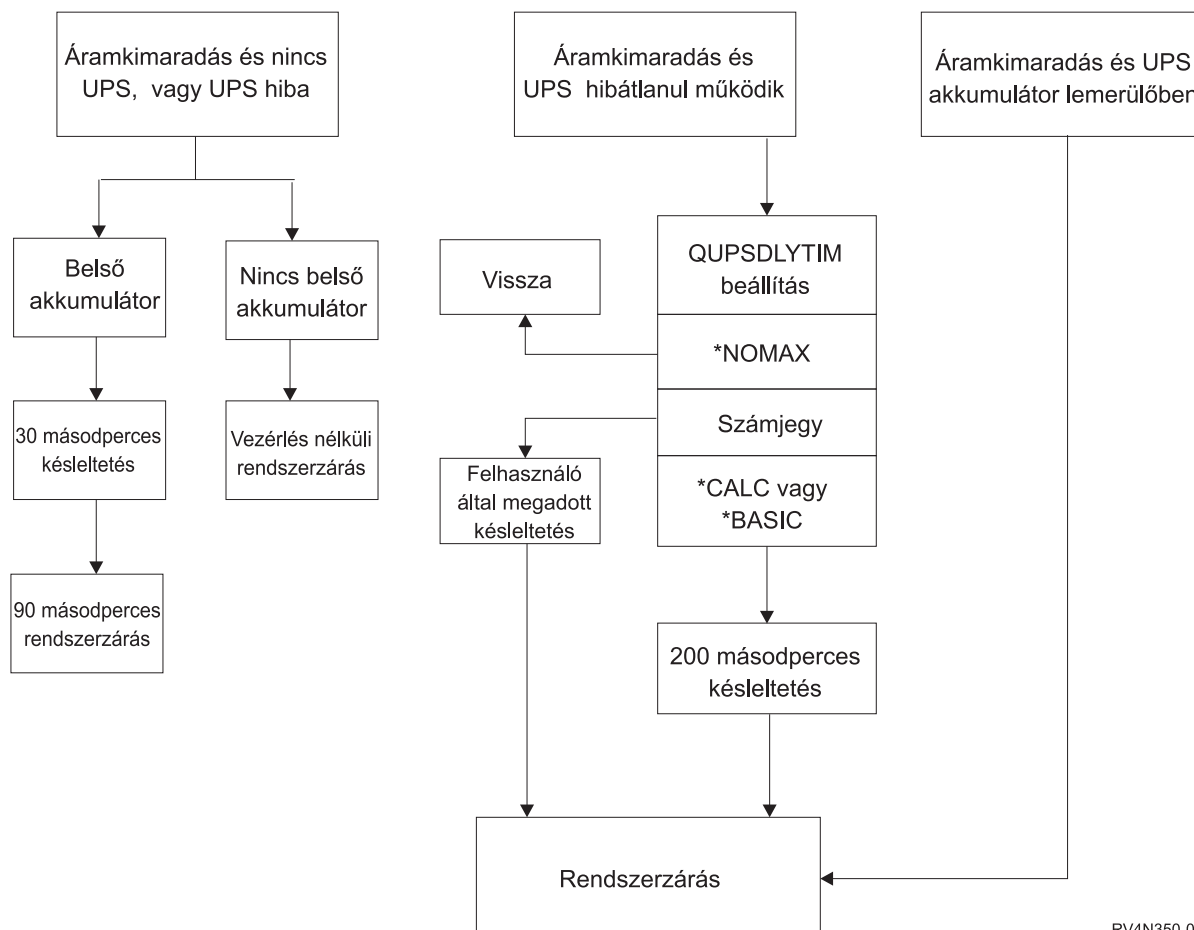 Áramkimaradás és nincs
UPS, vagy UPS hiba
Áramkimaradás és
UPS hibátlanul működik
Áramkimaradás és UPS
akkumulátor lemerülőben
Belső
akkumulátor
Nincs belső
akkumulátor
Vissza
QUPSDLYTIM
beállítás
*NOMAX
Számjegy
*CALC vagy
*BASIC
30 másodperces
késleltetés
Vezérlés nélküli
rendszerzárás
Felhasználó
által megadott
késleltetés
90 másodperces
rendszerzárás
200 másodperces
késleltetés
Rendszerzárás
RV4N350-0